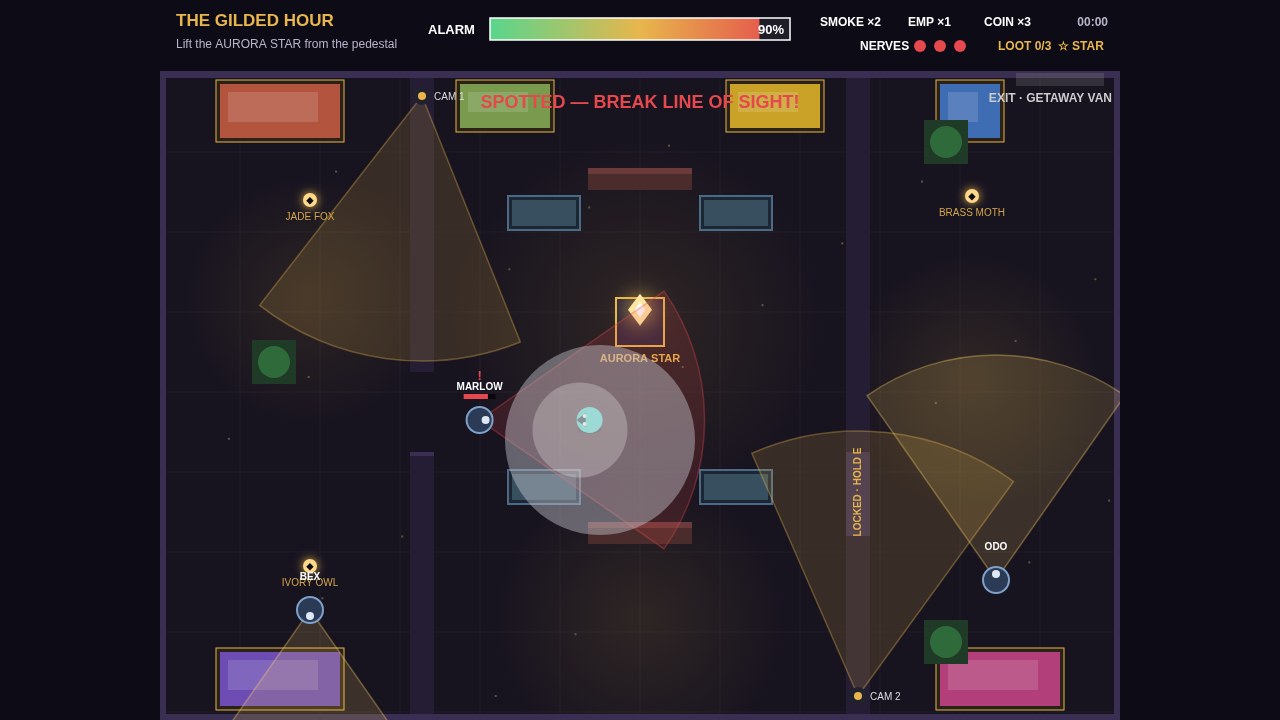 THE GILDED HOUR
Lift the AURORA STAR from the pedestal
ALARM
90%
SMOKE ×2
EMP ×1
COIN ×3
00:00
NERVES
LOOT 0/3 ☆ STAR
CAM 1
SPOTTED — BREAK LINE OF SIGHT!
EXIT · GETAWAY VAN
JADE FOX
BRASS MOTH
AURORA STAR
!
MARLOW
LOCKED · HOLD E
ODO
BEX
IVORY OWL
CAM 2